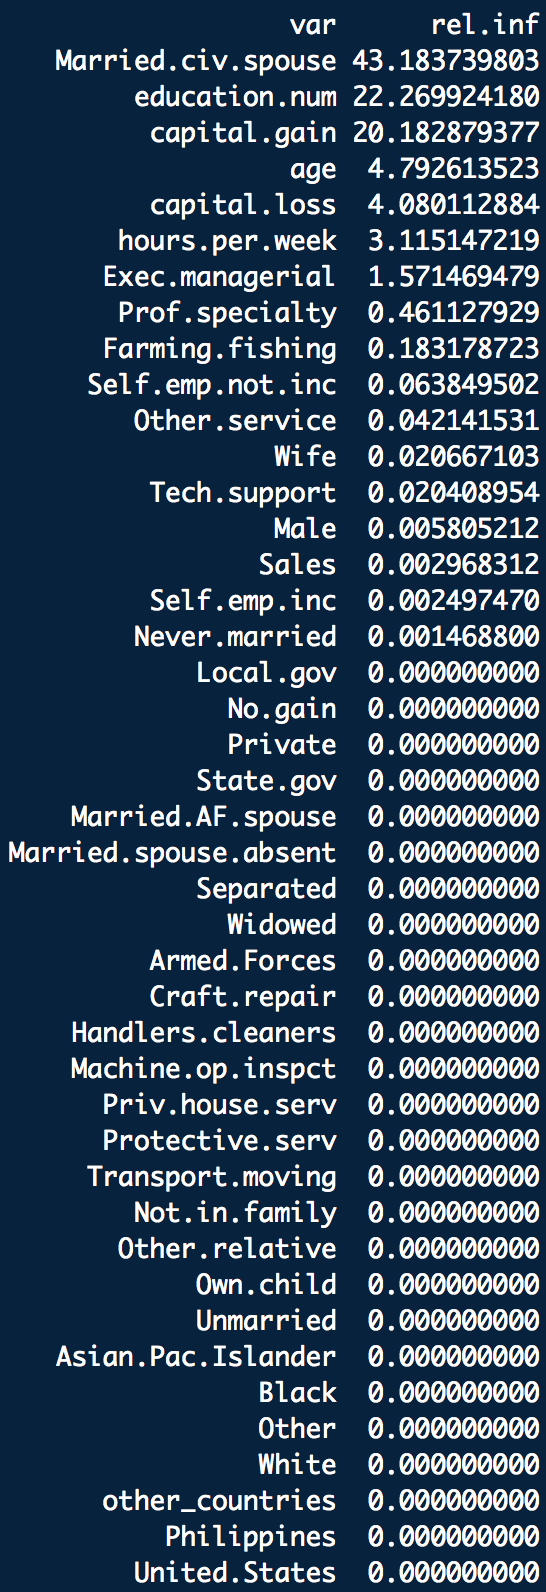 var rel.inf
Married.civ.spouse 43.183739803
education.num 22.269924180
capital.gain 20.182879377
age 4.792613523
capital.loss 4.080112884
hours.per.week 3.115147219
Exec.managerial 1.571469479
Prof.specialty 0.461127929
Farming.fishing 0.183178723
Self.emp.not.inc 0.063849502
Other.service 0.042141531
Wife 0.020667103
Tech.support 0.020408954
Male 0.005805212
Sales 0.002968312
Self.emp.inc 0.002497470
Never.married 0.001468800
Local.gov 0.000000000
No.gain 0.000000000
Private 0.000000000
State.gov 0.000000000
Married.AF.spouse 0.000000000
Married.spouse.absent 0.000000000
Separated 0.000000000
Widowed 0.000000000
Armed.Forces 0.000000000
Craft.repair 0.000000000
Handlers.cleaners 0.000000000
Machine.op.inspct 0.000000000
Priv.house.serv 0.000000000
Protective.serv 0.000000000
Transport.moving 0.000000000
Not.in.family 0.000000000
Other.relative 0.000000000
Own.child 0.000000000
Unmarried 0.000000000
Asian.Pac.Islander 0.000000000
Black 0.000000000
Other 0.000000000
White 0.000000000
other_countries 0.000000000
Philippines 0.000000000
United.States 0.000000000